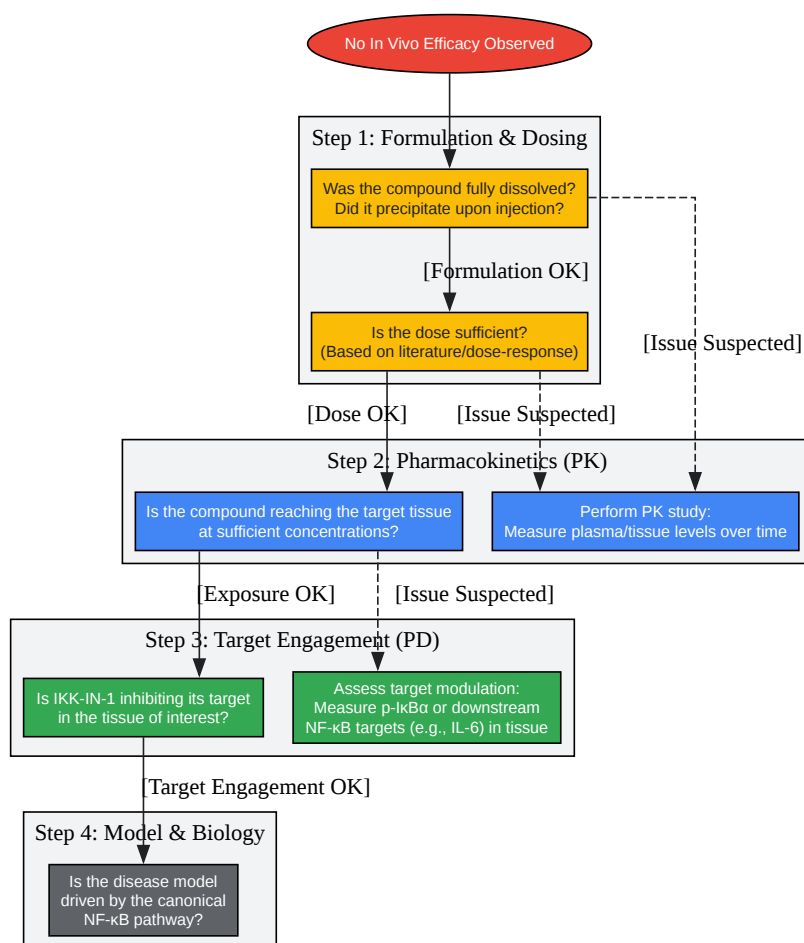 No In Vivo Efficacy Observed
Step 1: Formulation & Dosing
Was the compound fully dissolved?
Did it precipitate upon injection?
[Formulation OK]
Is the dose sufficient?
(Based on literature/dose-response)
[Issue Suspected]
[Dose OK]
[Issue Suspected]
Step 2: Pharmacokinetics (PK)
Is the compound reaching the target tissue
at sufficient concentrations?
Perform PK study:
Measure plasma/tissue levels over time
[Exposure OK]
[Issue Suspected]
Step 3: Target Engagement (PD)
Is IKK-IN-1 inhibiting its target
in the tissue of interest?
Assess target modulation:
Measure p-IκBα or downstream
NF-κB targets (e.g., IL-6) in tissue
[Target Engagement OK]
Step 4: Model & Biology
Is the disease model
driven by the canonical
NF-κB pathway?